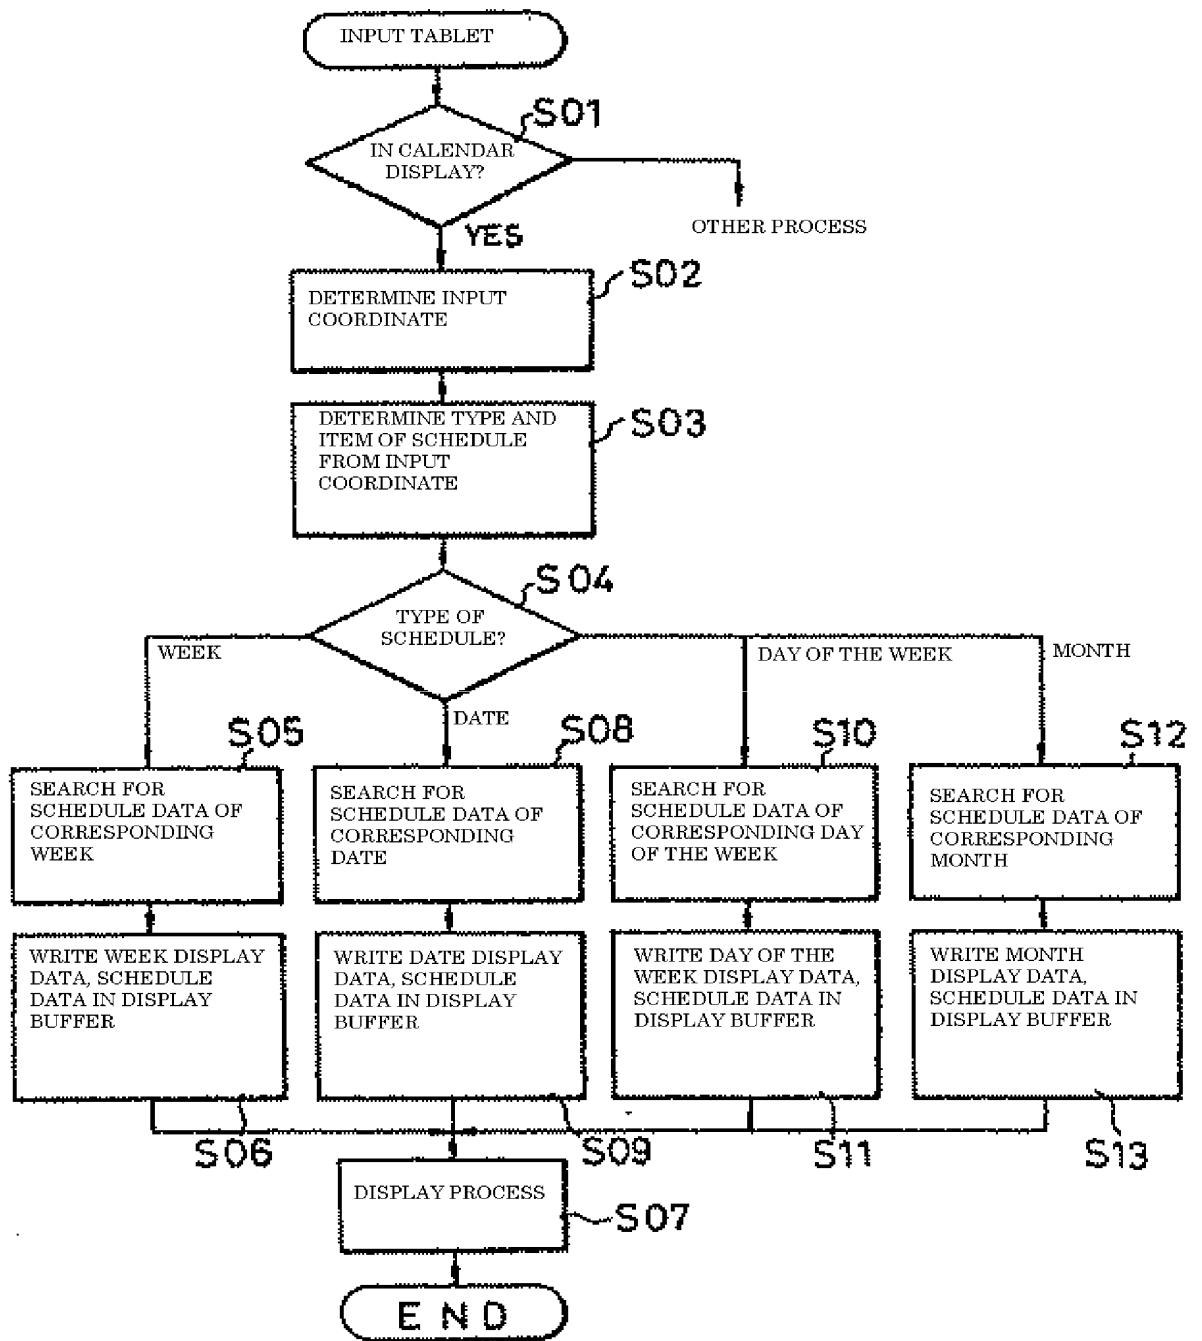 INPUT TABLET
S01
IN CALENDAR
DISPLAY?
OTHER PROCESS
YES
S02
DETERMINE INPUT
COORDINATE
S03
DETERMINE TYPE AND
ITEM OF SCHEDULE
FROM INPUT
COORDINATE
S04
TYPE OF
SCHEDULE?
WEEK
DATE
DAY OF THE WEEK
MONTH
S05
SEARCH FOR
SCHEDULE DATA OF
CORRESPONDING
WEEK
S08
SEARCH FOR
SCHEDULE DATA OF
CORRESPONDING
DATE
S10
SEARCH FOR
SCHEDULE DATA OF
CORRESPONDING DAY
OF THE WEEK
S12
SEARCH FOR
SCHEDULE DATA OF
CORRESPONDING
MONTH
WRITE WEEK DISPLAY
DATA, SCHEDULE
DATA IN DISPLAY
BUFFER
S06
WRITE DATE DISPLAY
DATA, SCHEDULE
DATA IN DISPLAY
BUFFER
S09
WRITE DAY OF THE
WEEK DISPLAY DATA,
SCHEDULE DATA IN
DISPLAY BUFFER
S11
WRITE MONTH
DISPLAY DATA,
SCHEDULE DATA IN
DISPLAY BUFFER
S13
DISPLAY PROCESS
S07
END